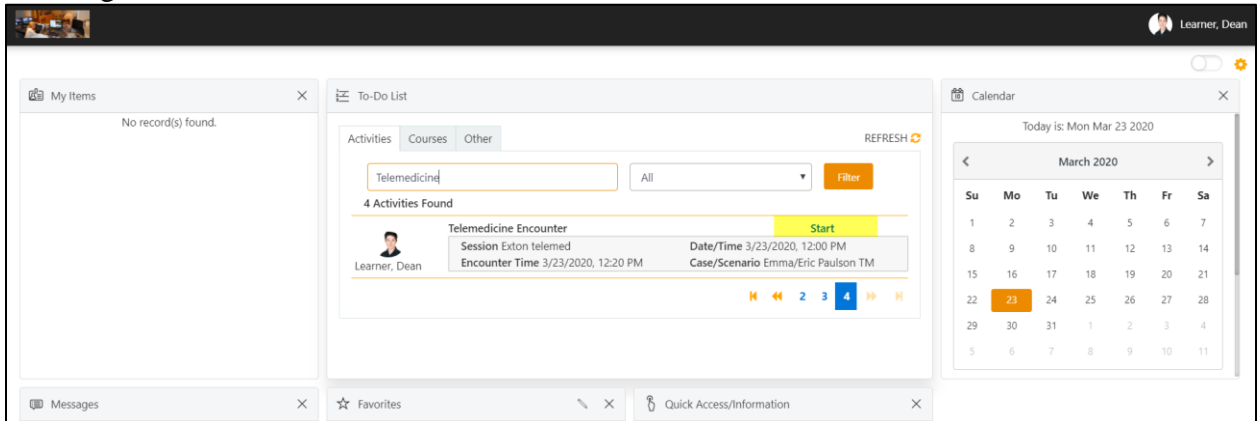 Learner, Dean
My Items
No record(s) found.
To-Do List
Activities Courses Other REFRESH
Telemedicine All Filter
4 Activities Found
Telemedicine Encounter Start
Session Exton telemed Date/Time 3/23/2020, 12:00 PM
Encounter Time 3/23/2020, 12:20 PM Case/Scenario Emma/Eric Paulson TM
Learner, Dean
2 3 4
Calendar
Today is: Mon Mar 23 2020
March 2020
Su Mo Tu We Th Fr Sa
1 2 3 4 5 6 7
8 9 10 11 12 13 14
15 16 17 18 19 20 21
22 23 24 25 26 27 28
29 30 31 1 2 3 4
5 6 7 8 9 10 11
Messages
Favorites
Quick Access/Information